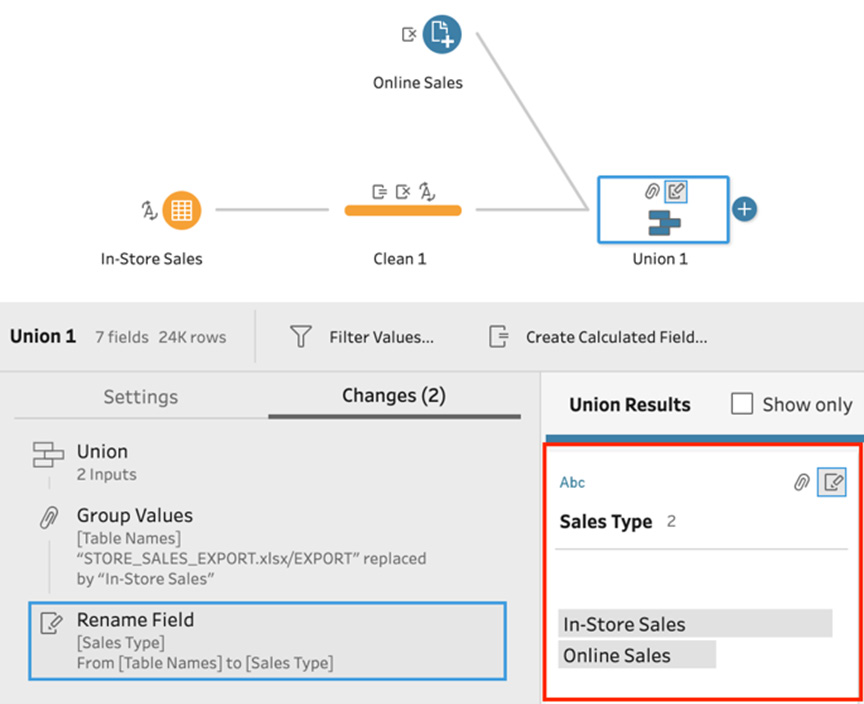 Online Sales
In-Store Sales
Clean 1
Union 1
Union 1 7 fields 24K rows Filter Values... Create Calculated Field...
Settings Changes (2)
Union
2 Inputs
Group Values
[Table Names]
“STORE_SALES_EXPORT.xlsx/EXPORT” replaced
by “In-Store Sales”
Rename Field
[Sales Type]
From [Table Names] to [Sales Type]
Union Results Show only
Abc
Sales Type 2
In-Store Sales
Online Sales